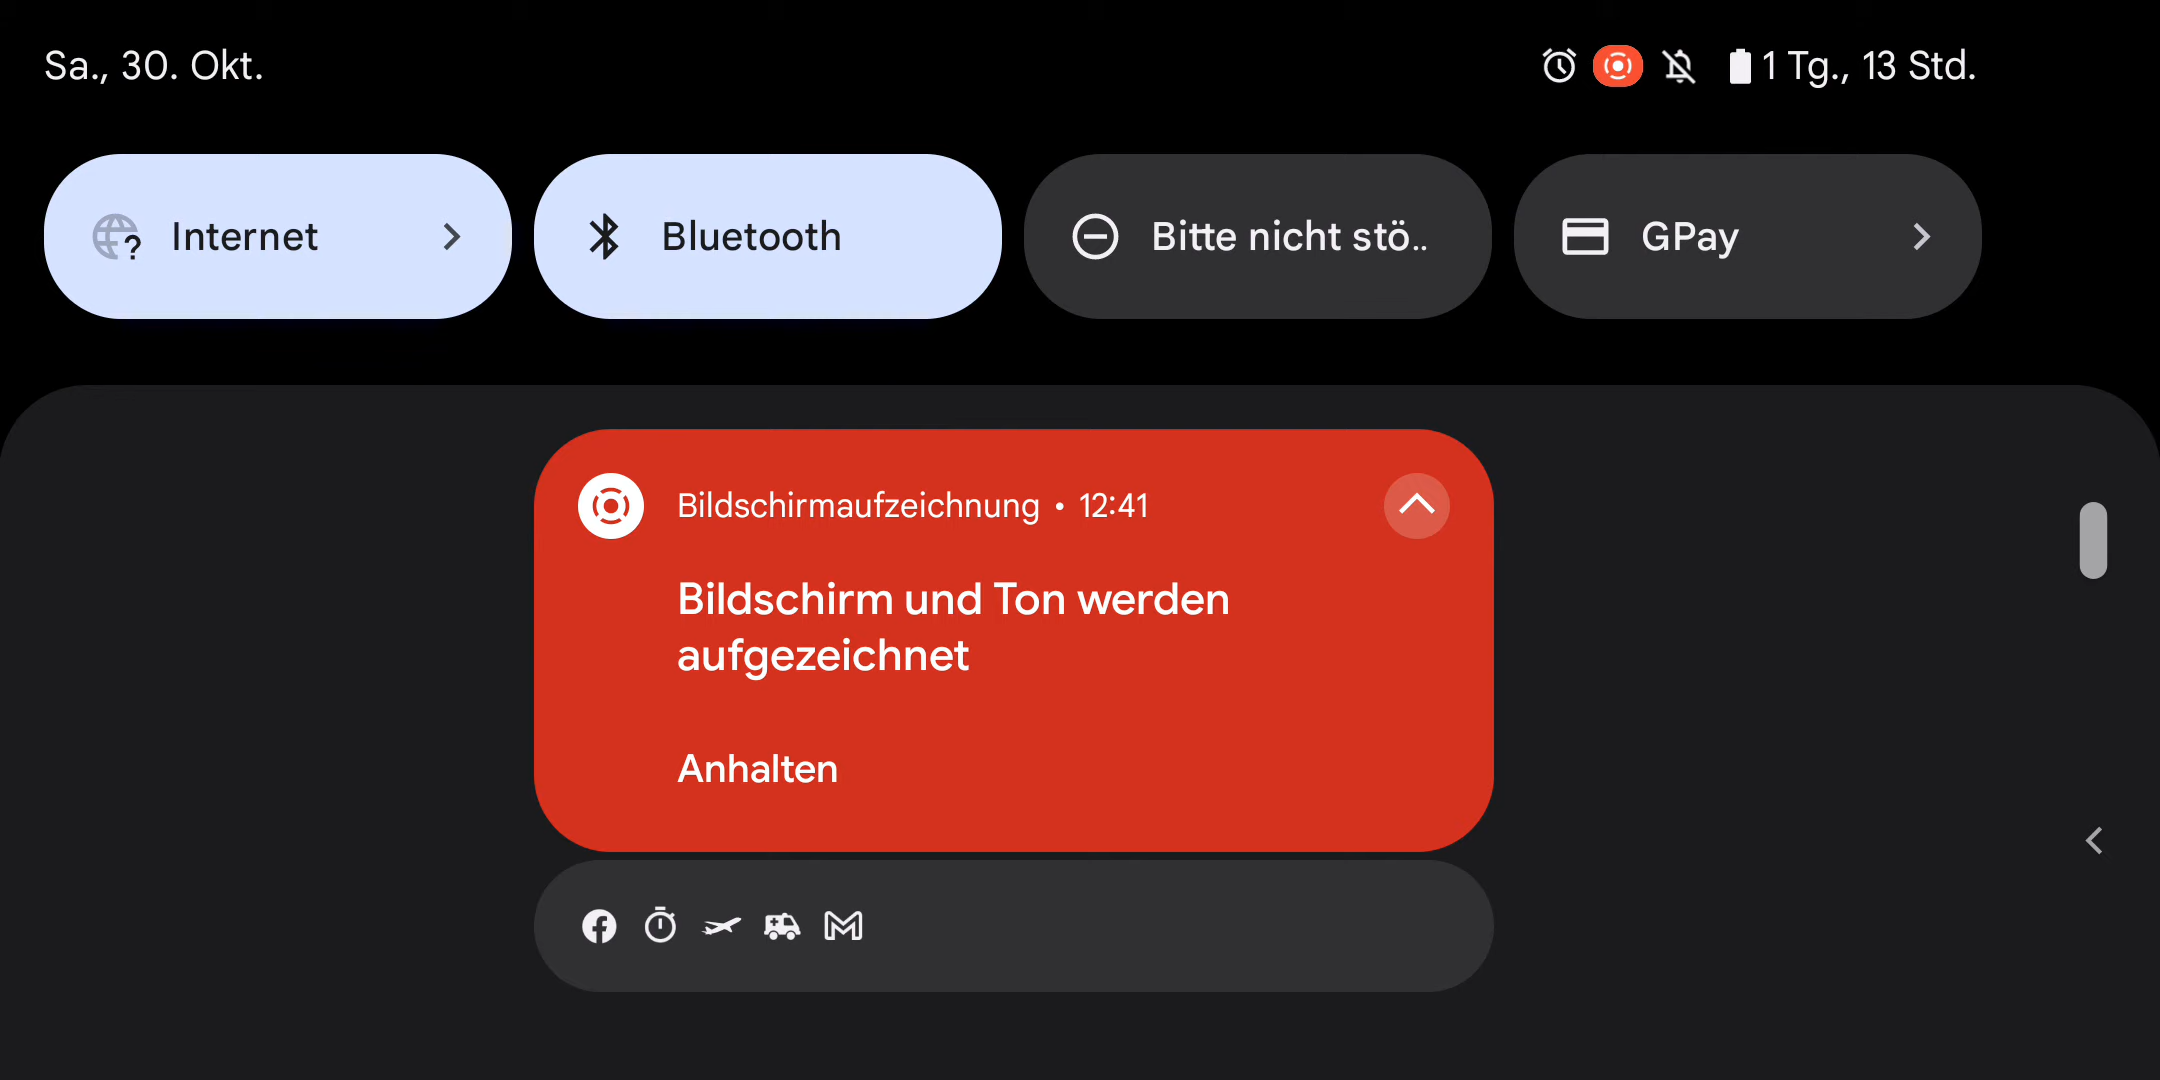 Sa., 30. Okt.
1 Tg., 13 Std.
Internet
Bluetooth
Bitte nicht stö..
GPay
Bildschirmaufzeichnung • 12:41
Bildschirm und Ton werden
aufgezeichnet
Anhalten